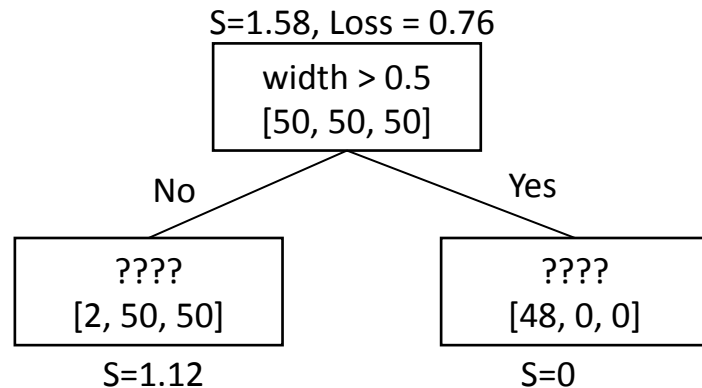 S=1.58, Loss = 0.76
width > 0.5
[50, 50, 50]
No
Yes
????
[2, 50, 50]
S=1.12
????
[48, 0, 0]
S=0